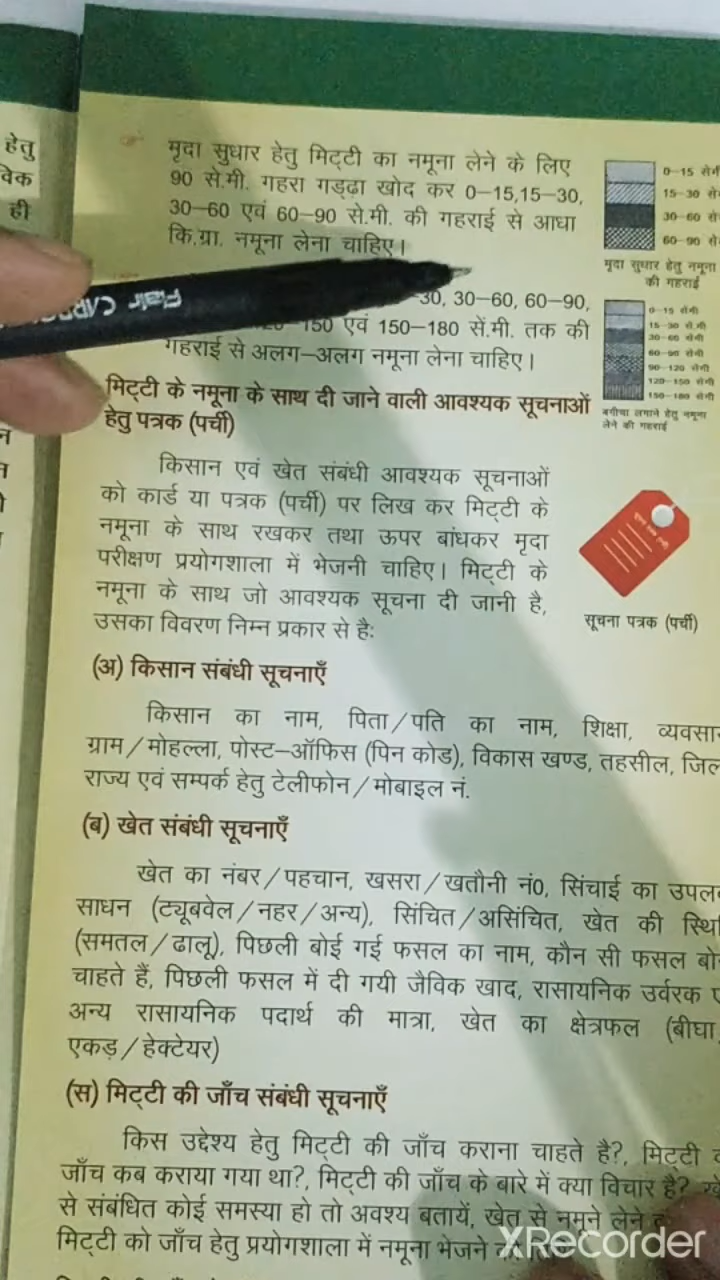 हेतु
विक
ही
मृदा सुधार हेतु मिट्टी का नमूना लेने के लिए
90 से.मी. गहरा गड्ढा खोद कर 0–15,15–30,
30–60 एवं 60–90 से.मी. की गहराई से आधा
कि.ग्रा. नमूना लेना चाहिए।
0–15 सेमी
15–30 से
30–60 से
60–90 से
मृदा सुधार हेतु नमूना
की गहराई
Flair
–30, 30–60, 60–90,
120–150 एवं 150–180 सें.मी. तक की
गहराई से अलग–अलग नमूना लेना चाहिए।
0–15 सेमी
15–30 से.मी
30–60 सेमी
60–90 सेमी
90–120 सेमी
120–150 सेमी
150–180 सेमी
बगीचा लगाने हेतु नमूना
लेने की गहराई
मिट्टी के नमूना के साथ दी जाने वाली आवश्यक सूचनाओं
हेतु पत्रक (पर्ची)
किसान एवं खेत संबंधी आवश्यक सूचनाओं
को कार्ड या पत्रक (पर्ची) पर लिख कर मिट्टी के
नमूना के साथ रखकर तथा ऊपर बांधकर मृदा
परीक्षण प्रयोगशाला में भेजनी चाहिए। मिट्टी के
नमूना के साथ जो आवश्यक सूचना दी जानी है,
उसका विवरण निम्न प्रकार से है:
सूचना पत्रक (पर्ची)
(अ) किसान संबंधी सूचनाएँ
किसान का नाम, पिता/पति का नाम, शिक्षा, व्यवसा
ग्राम/मोहल्ला, पोस्ट–ऑफिस (पिन कोड), विकास खण्ड, तहसील, जिल
राज्य एवं सम्पर्क हेतु टेलीफोन/मोबाइल नं.
(ब) खेत संबंधी सूचनाएँ
खेत का नंबर/पहचान, खसरा/खतौनी नं0, सिंचाई का उपल
साधन (ट्यूबवेल/नहर/अन्य), सिंचित/असिंचित, खेत की स्थि
(समतल/ढालू), पिछली बोई गई फसल का नाम, कौन सी फसल बो
चाहते हैं, पिछली फसल में दी गयी जैविक खाद, रासायनिक उर्वरक ए
अन्य रासायनिक पदार्थ की मात्रा, खेत का क्षेत्रफल (बीघा,
एकड़/हेक्टेयर)
(स) मिट्टी की जाँच संबंधी सूचनाएँ
किस उद्देश्य हेतु मिट्टी की जाँच कराना चाहते है?, मिट्टी
जाँच कब कराया गया था?, मिट्टी की जाँच के बारे में क्या विचार है?
से संबंधित कोई समस्या हो तो अवश्य बतायें, खेत से नमूने लेने
मिट्टी को जाँच हेतु प्रयोगशाला में नमूना भेजने
XRecorder